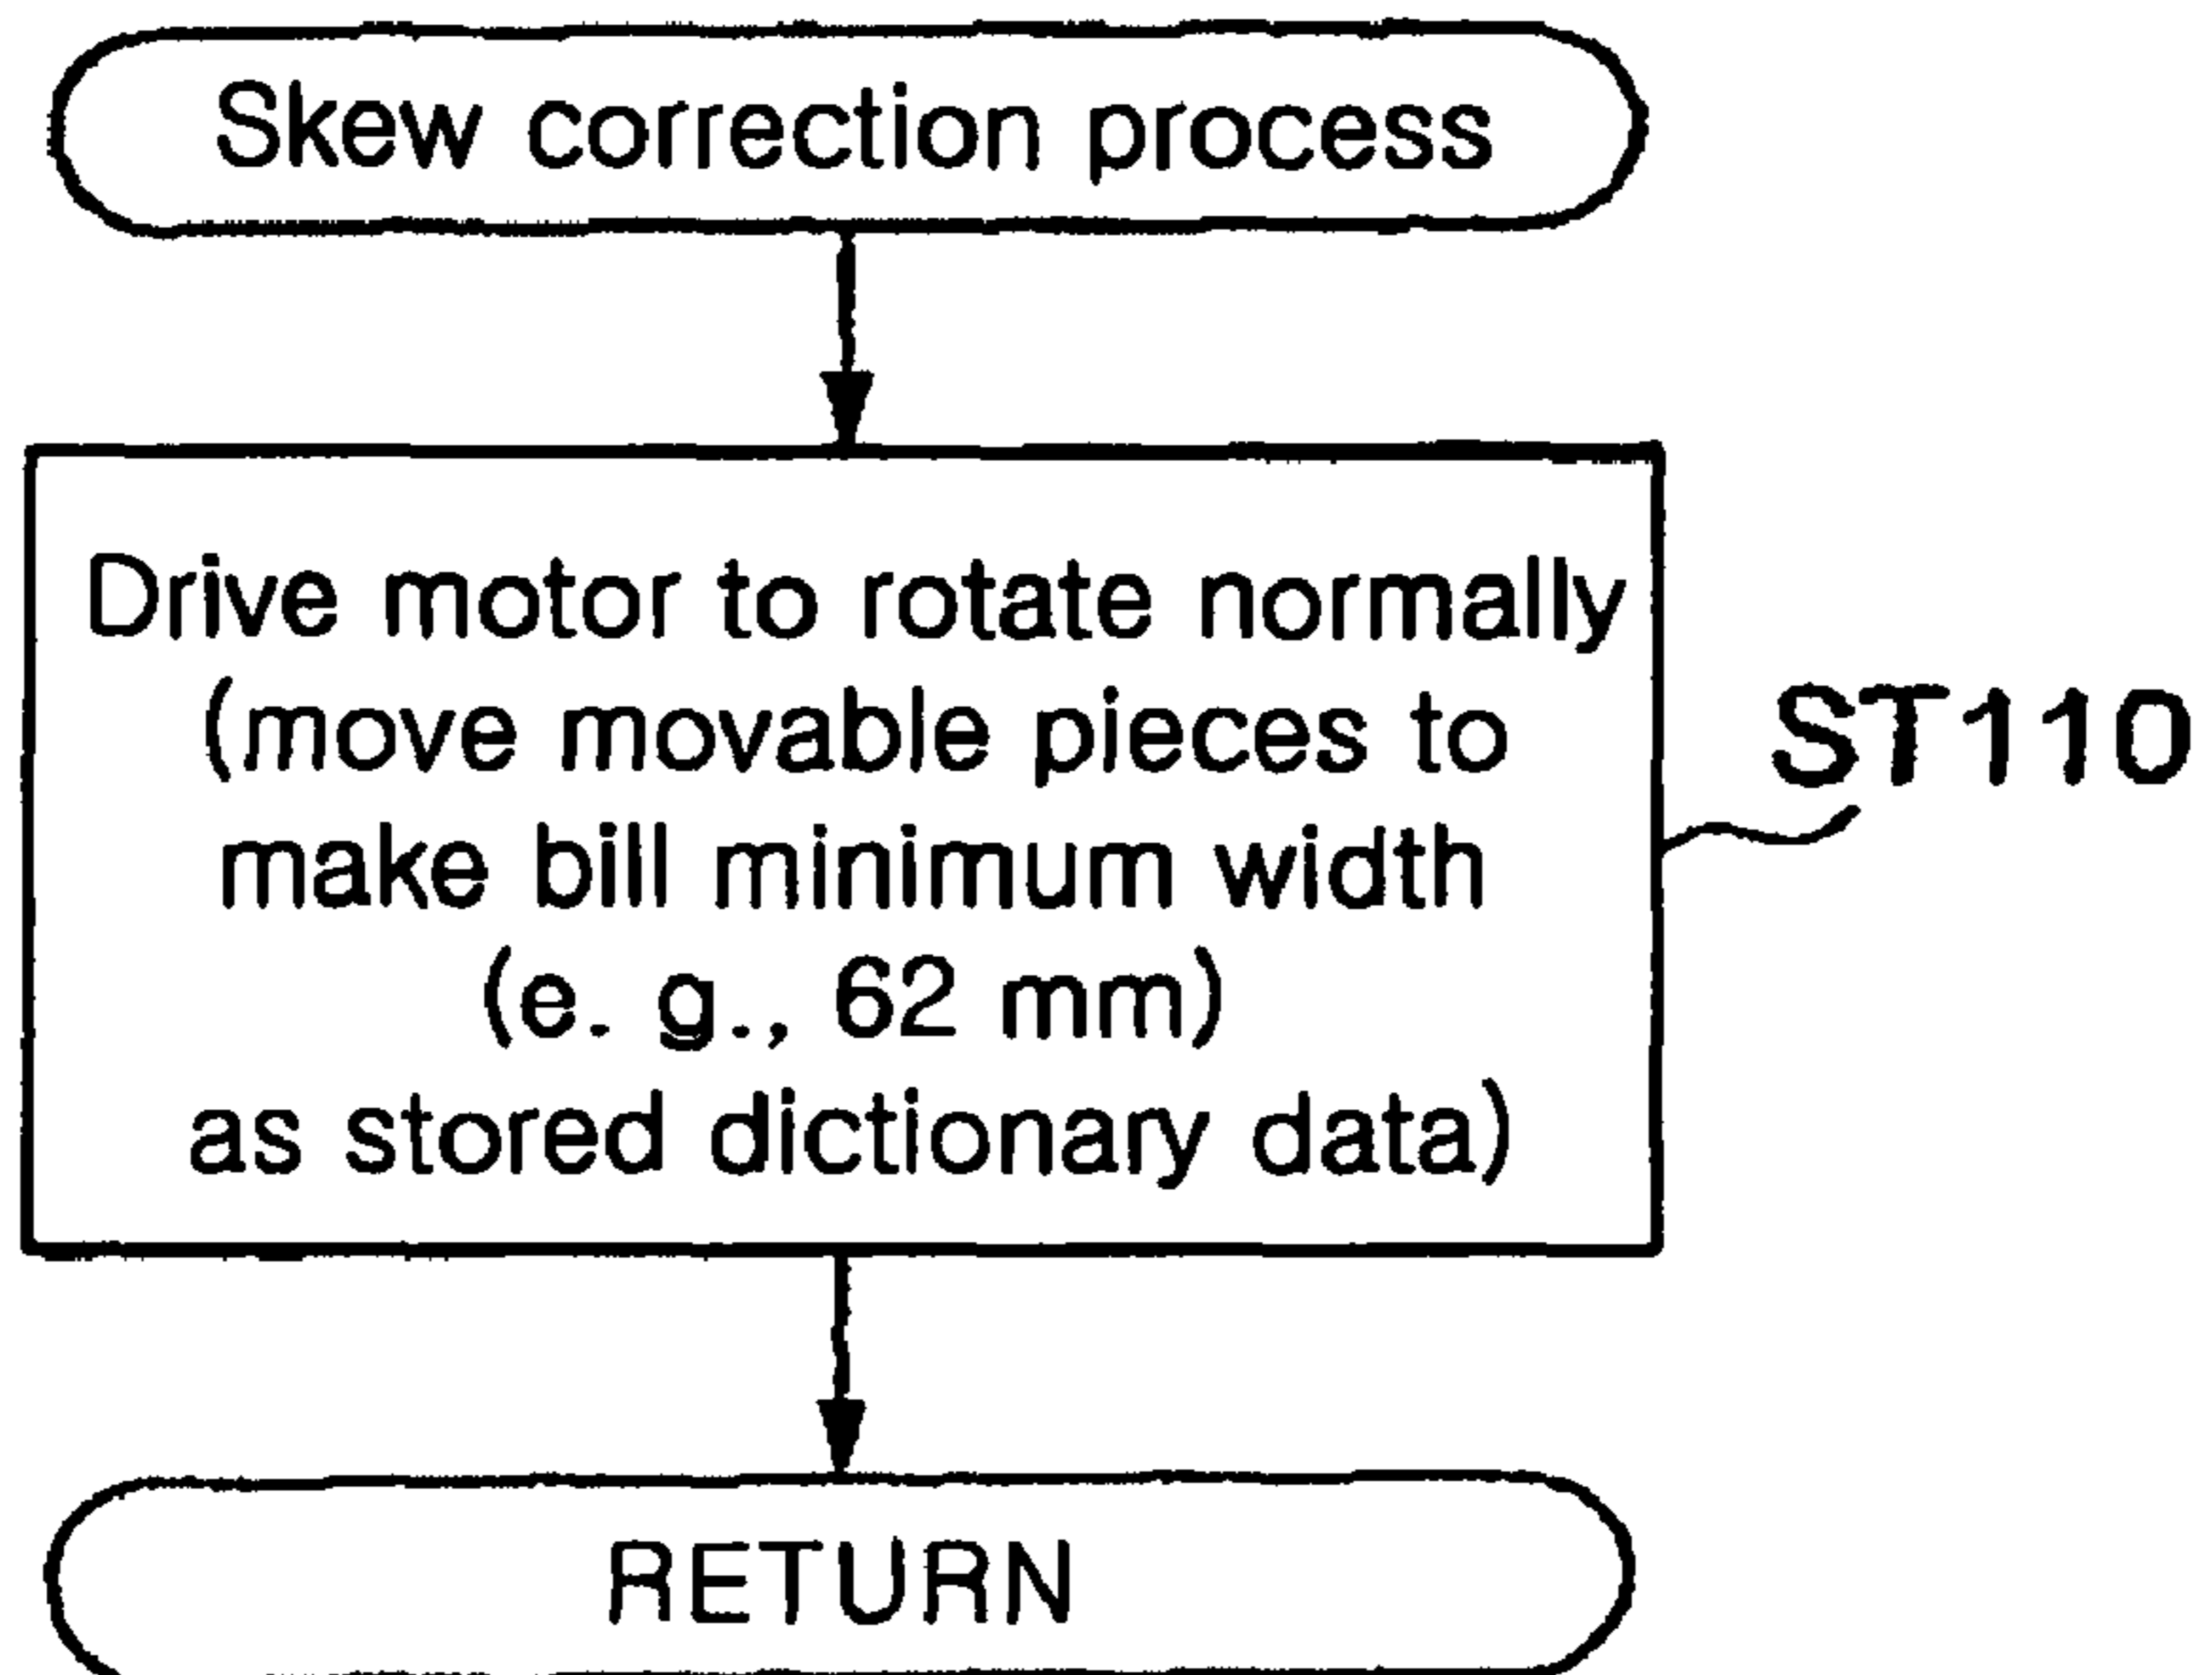 Skew correction process
Drive motor to rotate normally
(move movable pieces to
make bill minimum width
(e. g., 62 mm)
as stored dictionary data)
ST110
RETURN